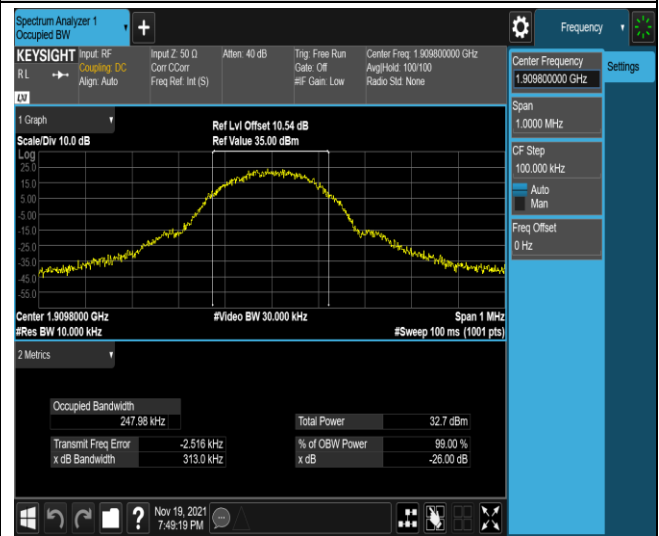 Spectrum Analyzer 1
Occupied BW
Frequency
KEYSIGHT Input: RF Input Z: 50 Ω Atten: 40 dB Trig: Free Run Center Freq: 1.909800000 GHz
RL Coupling: DC Corr CCorr Gate: Off Avg|Hold: 100/100
Align: Auto Freq Ref: Int (S) #IF Gain: Low Radio Std: None
LXI
Center Frequency
1.909800000 GHz
Settings
Span
1.0000 MHz
CF Step
100.000 kHz
Auto
Man
Freq Offset
0 Hz
1 Graph
Ref Lvl Offset 10.54 dB
Scale/Div 10.0 dB Ref Value 35.00 dBm
Log
25.0
15.0
5.00
-5.00
-15.0
-25.0
-35.0
-45.0
-55.0
Center 1.9098000 GHz #Video BW 30.000 kHz Span 1 MHz
#Res BW 10.000 kHz #Sweep 100 ms (1001 pts)
2 Metrics
Occupied Bandwidth
247.98 kHz Total Power 32.7 dBm
Transmit Freq Error -2.516 kHz % of OBW Power 99.00 %
x dB Bandwidth 313.0 kHz x dB -26.00 dB
? Nov 19, 2021
7:49:19 PM